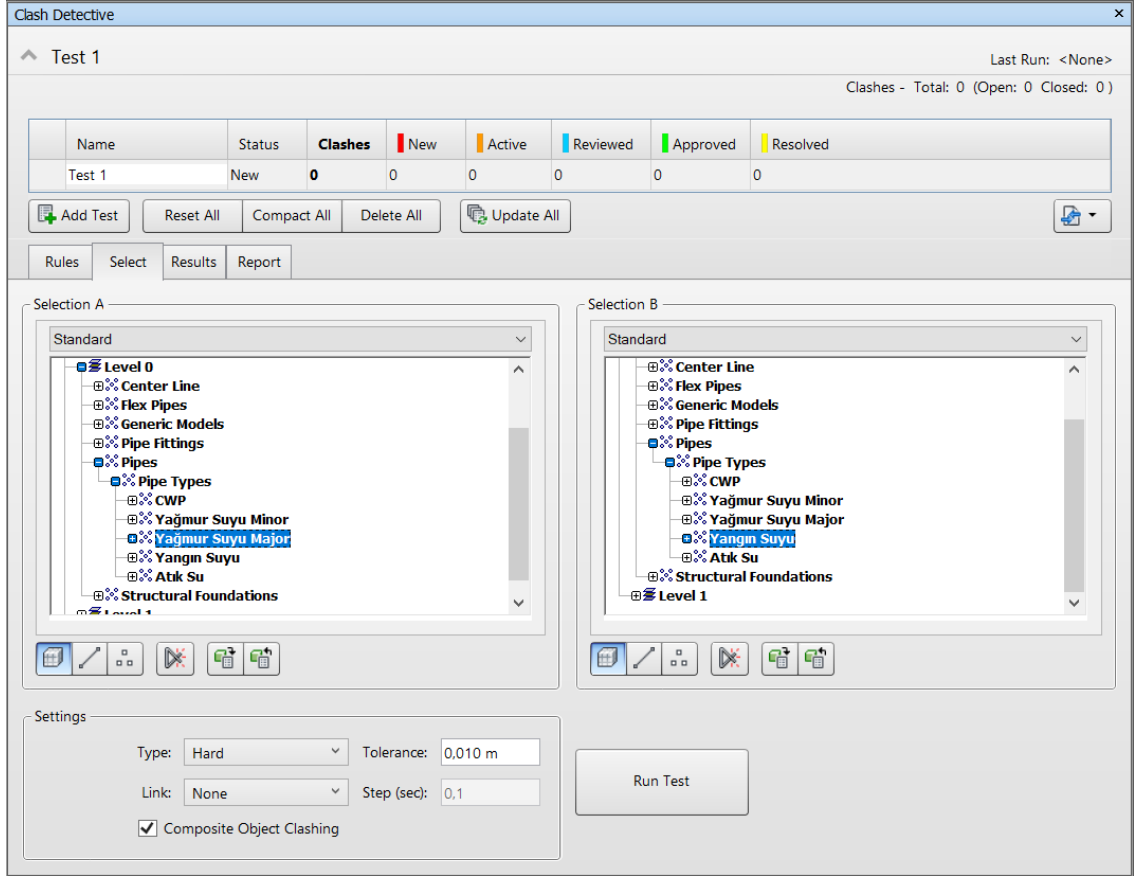 Clash Detective
Test 1
Last Run: <None>
Clashes - Total: 0 (Open: 0 Closed: 0 )
Name Status Clashes New Active Reviewed Approved Resolved
Test 1 New 0 0 0 0 0 0
Add Test Reset All Compact All Delete All Update All
Rules Select Results Report
Selection A
Standard
Level 0
Center Line
Flex Pipes
Generic Models
Pipe Fittings
Pipes
Pipe Types
CWP
Yağmur Suyu Minor
Yağmur Suyu Major
Yangın Suyu
Atık Su
Structural Foundations
Level 1
Selection B
Standard
Center Line
Flex Pipes
Generic Models
Pipe Fittings
Pipes
Pipe Types
CWP
Yağmur Suyu Minor
Yağmur Suyu Major
Yangın Suyu
Atık Su
Structural Foundations
Level 1
Settings
Type: Hard Tolerance: 0,010 m
Link: None Step (sec): 0,1
Composite Object Clashing
Run Test